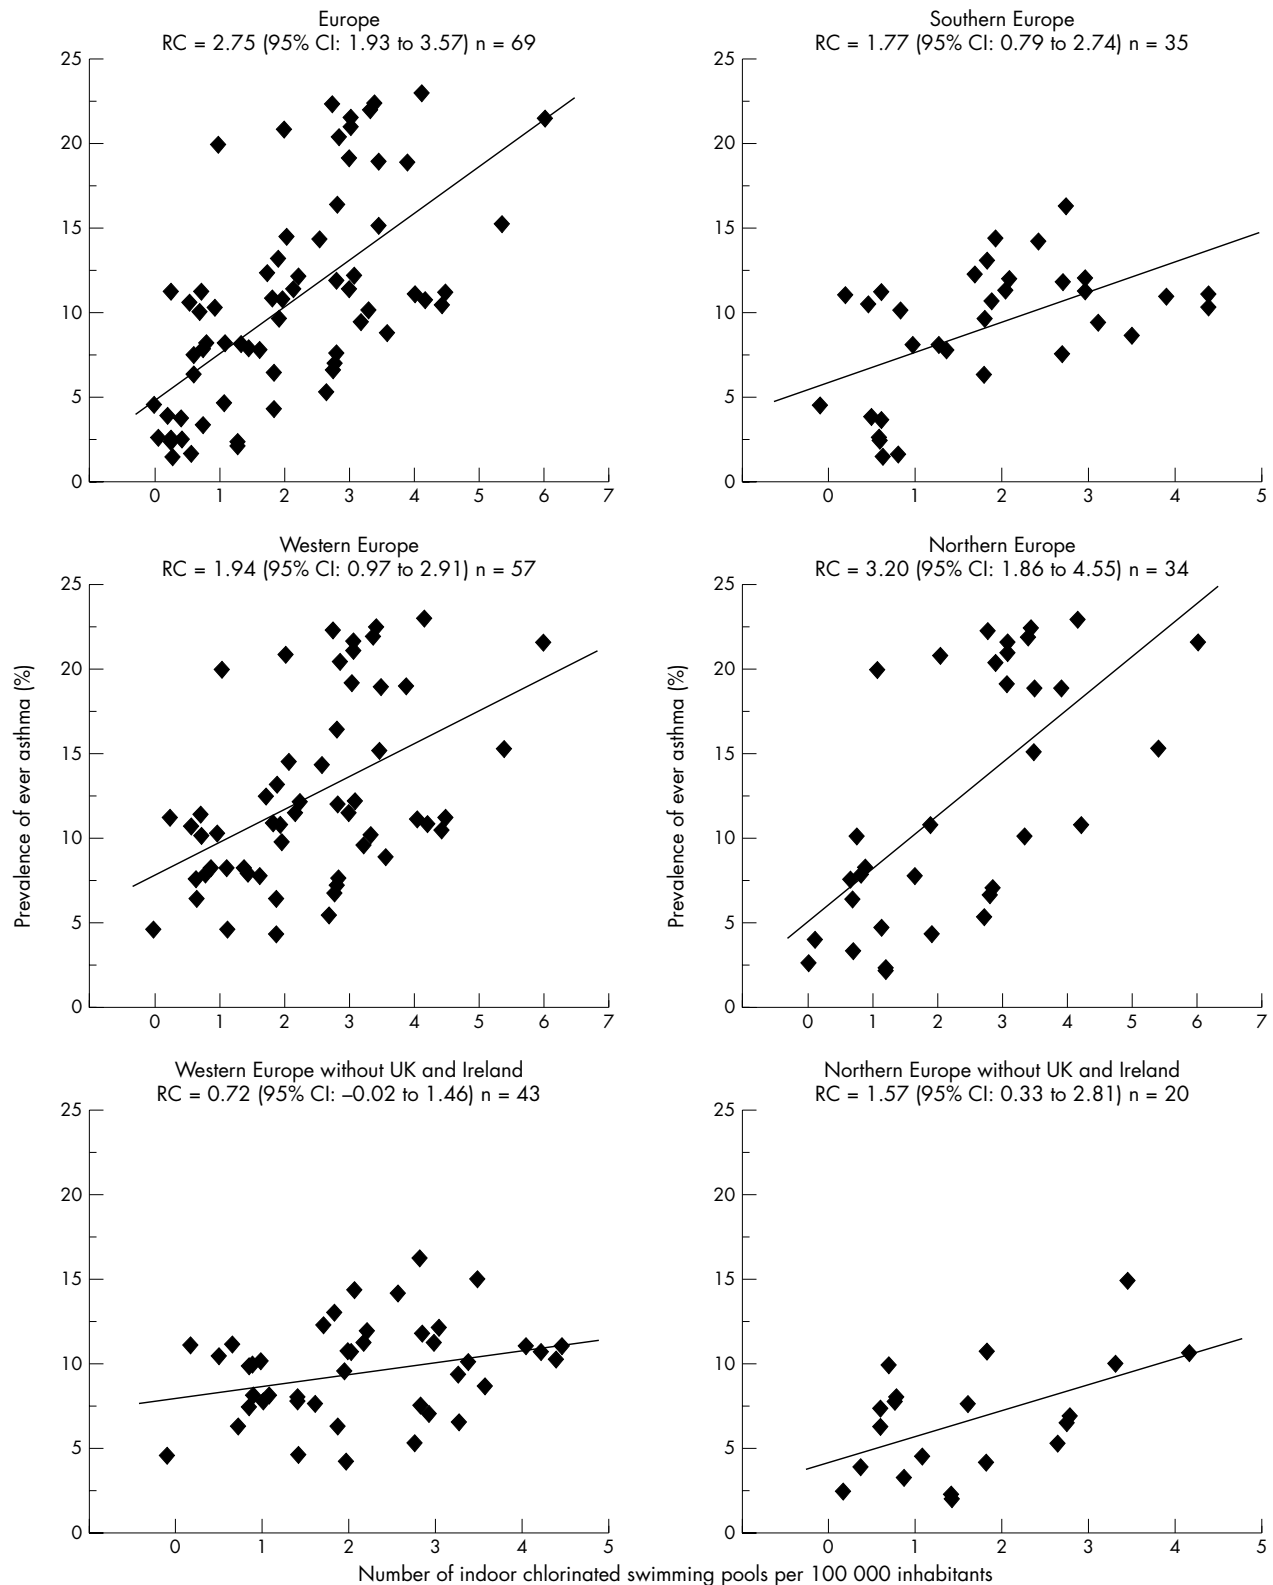 Europe
RC = 2.75 (95% CI: 1.93 to 3.57) n = 69
25
20
15
10
5
0
0 1 2 3 4 5 6 7
Southern Europe
RC = 1.77 (95% CI: 0.79 to 2.74) n = 35
25
20
15
10
5
0
0 1 2 3 4 5
Prevalence of ever asthma (%)
Western Europe
RC = 1.94 (95% CI: 0.97 to 2.91) n = 57
25
20
15
10
5
0
0 1 2 3 4 5 6 7
Prevalence of ever asthma (%)
Northern Europe
RC = 3.20 (95% CI: 1.86 to 4.55) n = 34
25
20
15
10
5
0
0 1 2 3 4 5 6 7
Western Europe without UK and Ireland
RC = 0.72 (95% CI: –0.02 to 1.46) n = 43
25
20
15
10
5
0
0 1 2 3 4 5
Northern Europe without UK and Ireland
RC = 1.57 (95% CI: 0.33 to 2.81) n = 20
25
20
15
10
5
0
0 1 2 3 4 5
Number of indoor chlorinated swimming pools per 100 000 inhabitants